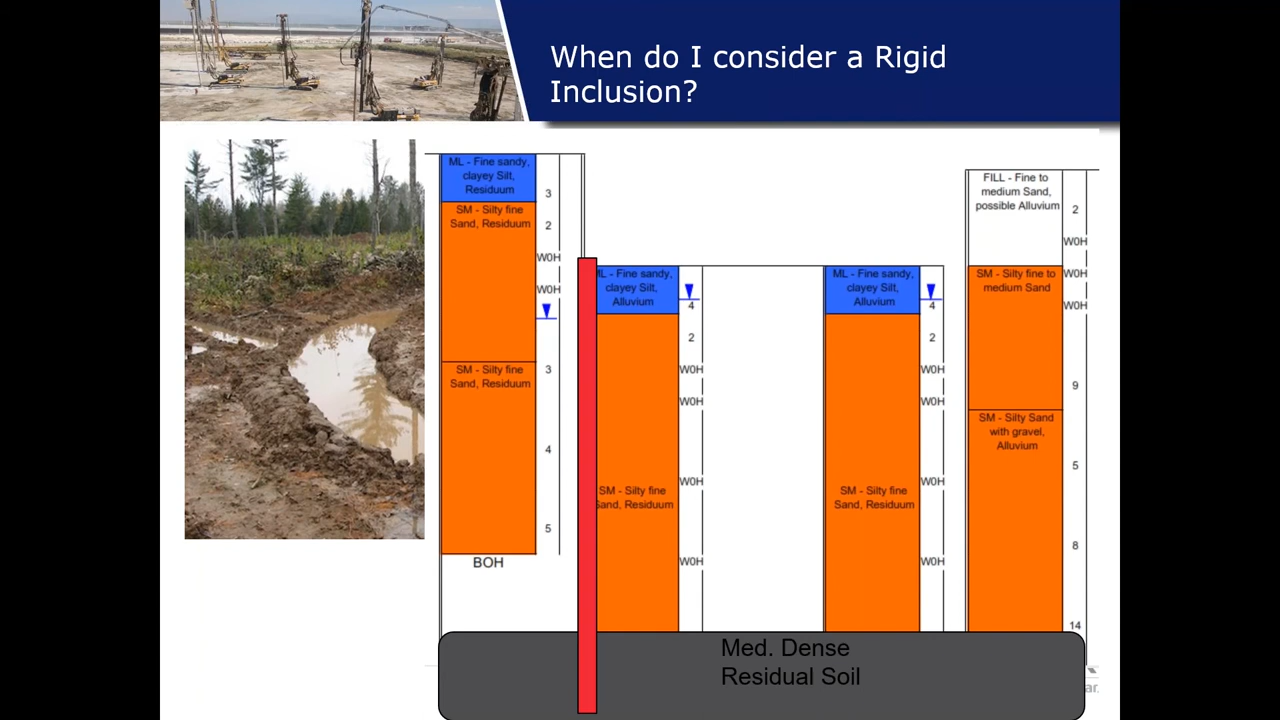 When do I consider a Rigid
Inclusion?
ML - Fine sandy,
clayey Silt,
Residuum
3
SM - Silty fine
Sand, Residuum
2
W0H
W0H
SM - Silty fine
Sand, Residuum
3
4
5
BOH
ML - Fine sandy,
clayey Silt,
Alluvium
4
2
W0H
W0H
W0H
SM - Silty fine
Sand, Residuum
W0H
ML - Fine sandy,
clayey Silt,
Alluvium
4
2
W0H
W0H
W0H
SM - Silty fine
Sand, Residuum
W0H
FILL - Fine to
medium Sand,
possible Alluvium
2
W0H
SM - Silty fine to
medium Sand
W0H
W0H
9
SM - Silty Sand
with gravel,
Alluvium
5
8
14
Med. Dense
Residual Soil